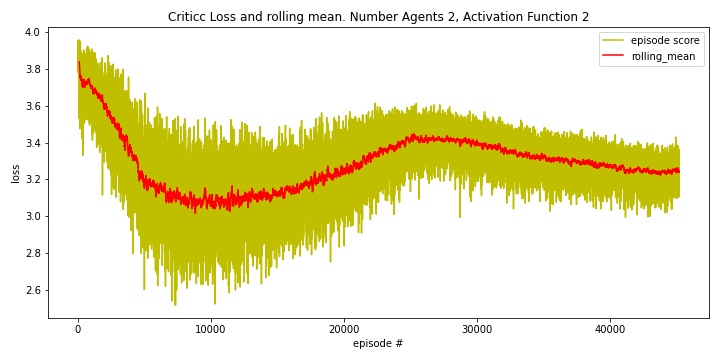 Criticc Loss and rolling mean. Number Agents 2, Activation Function 2
episode score
rolling_mean
loss
4.0
3.8
3.6
3.4
3.2
3.0
2.8
2.6
0 10000 20000 30000 40000
episode #